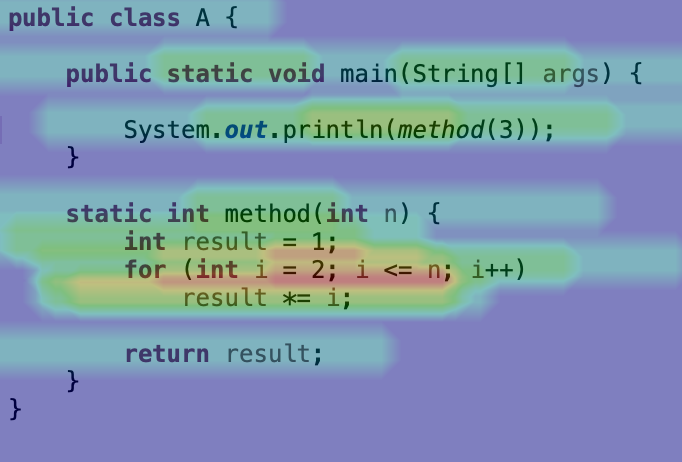 public class A {
    public static void main(String[] args) {
        System.out.println(method(3));
    }
    static int method(int n) {
        int result = 1;
        for (int i = 2; i <= n; i++)
            result *= i;
        return result;
    }
}